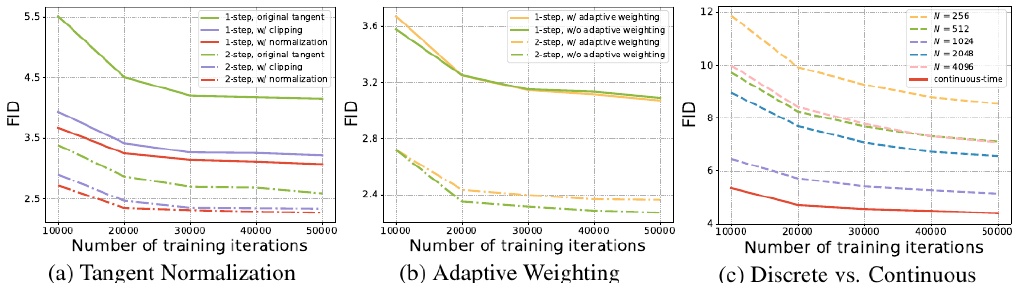 FID
5.5
4.5
3.5
2.5
1-step, original tangent
1-step, w/ clipping
1-step, w/ normalization
2-step, original tangent
2-step, w/ clipping
2-step, w/ normalization
10000 20000 30000 40000 50000
Number of training iterations
(a) Tangent Normalization
FID
3.6
3.2
2.8
2.4
1-step, w/ adaptive weighting
1-step, w/o adaptive weighting
2-step, w/ adaptive weighting
2-step, w/o adaptive weighting
10000 20000 30000 40000 50000
Number of training iterations
(b) Adaptive Weighting
FID
12
10
8
6
4
N = 256
N = 512
N = 1024
N = 2048
N = 4096
continuous-time
10000 20000 30000 40000 50000
Number of training iterations
(c) Discrete vs. Continuous